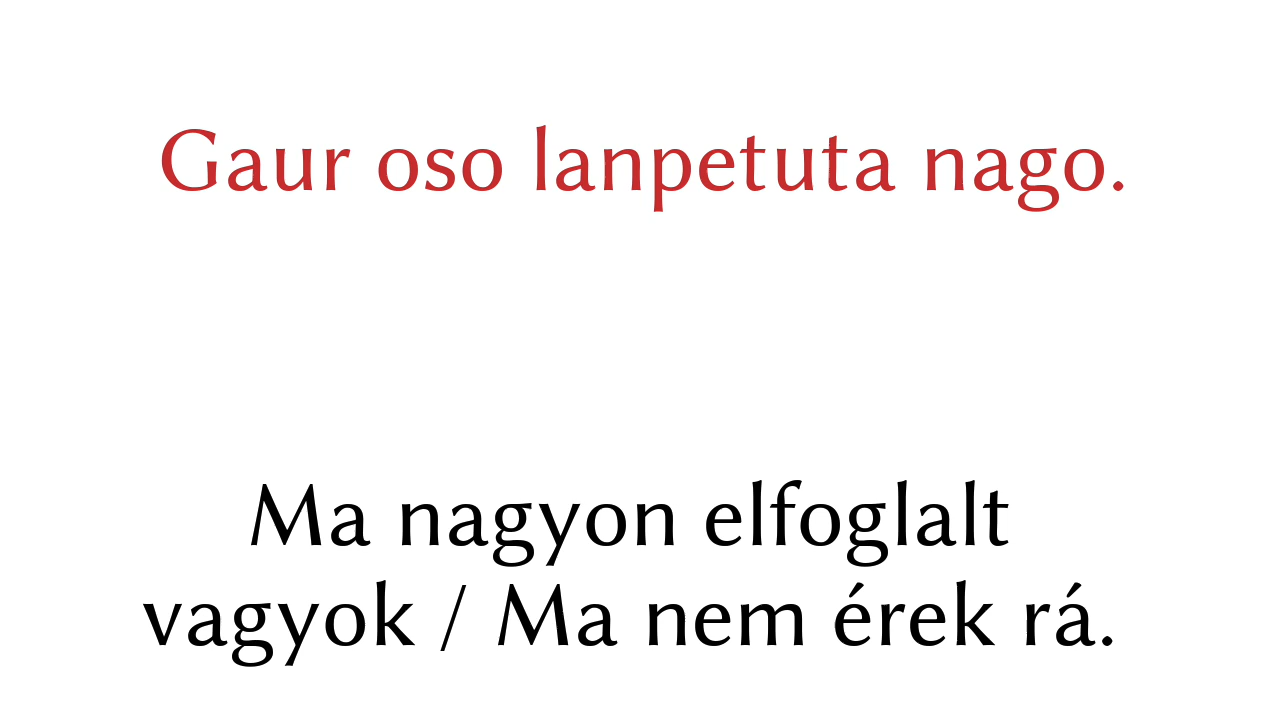 Gaur oso lanpetuta nago.
Ma nagyon elfoglalt
vagyok / Ma nem érek rá.